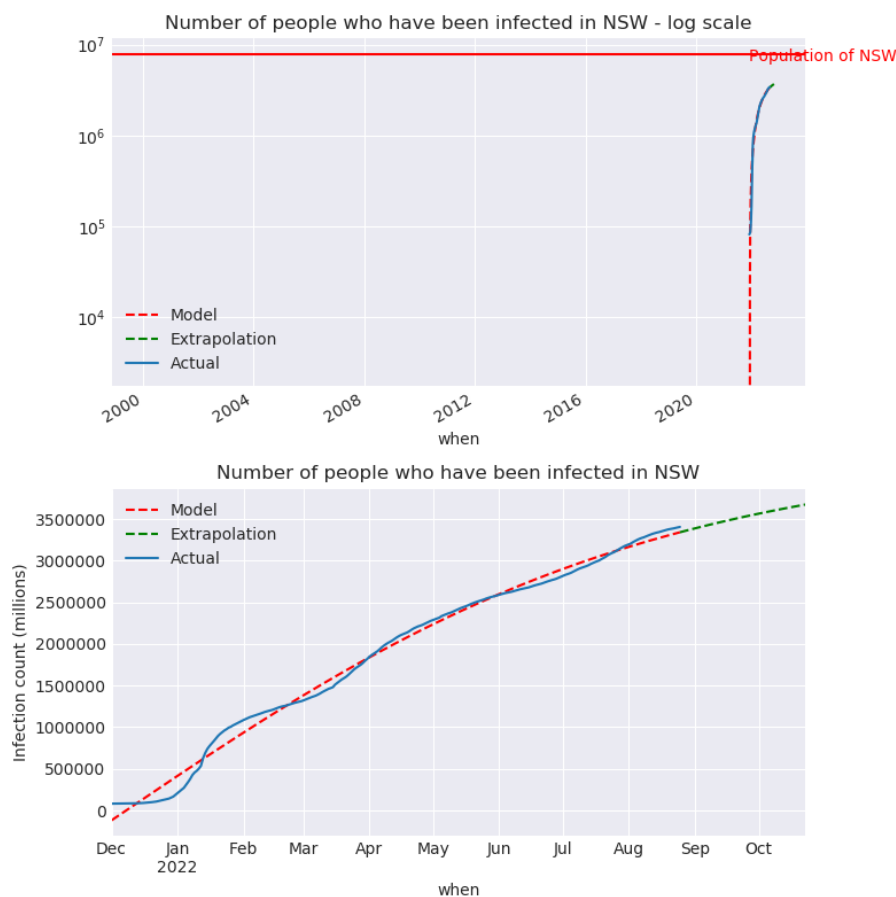 Number of people who have been infected in NSW - log scale
10^7
Population of NSW
10^6
10^5
10^4
Model
Extrapolation
Actual
2000 2004 2008 2012 2016 2020
when
Number of people who have been infected in NSW
Infection count (millions)
3500000
3000000
2500000
2000000
1500000
1000000
500000
0
Model
Extrapolation
Actual
Dec Jan Feb Mar Apr May Jun Jul Aug Sep Oct
2022
when